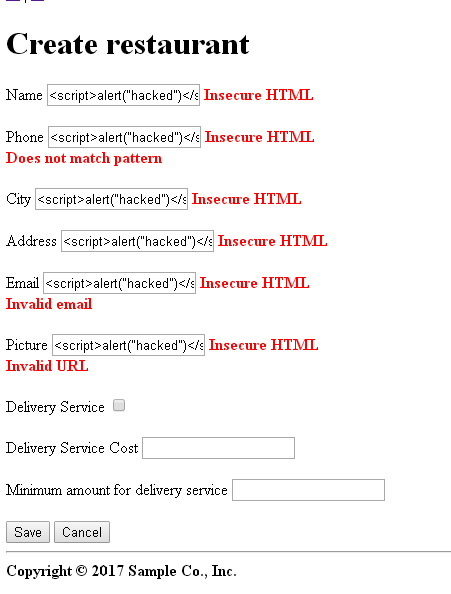 Create restaurant
Name <script>alert("hacked")</s Insecure HTML
Phone <script>alert("hacked")</s Insecure HTML
Does not match pattern
City <script>alert("hacked")</s Insecure HTML
Address <script>alert("hacked")</s Insecure HTML
Email <script>alert("hacked")</s Insecure HTML
Invalid email
Picture <script>alert("hacked")</s Insecure HTML
Invalid URL
Delivery Service
Delivery Service Cost
Minimum amount for delivery service
Save Cancel
Copyright © 2017 Sample Co., Inc.